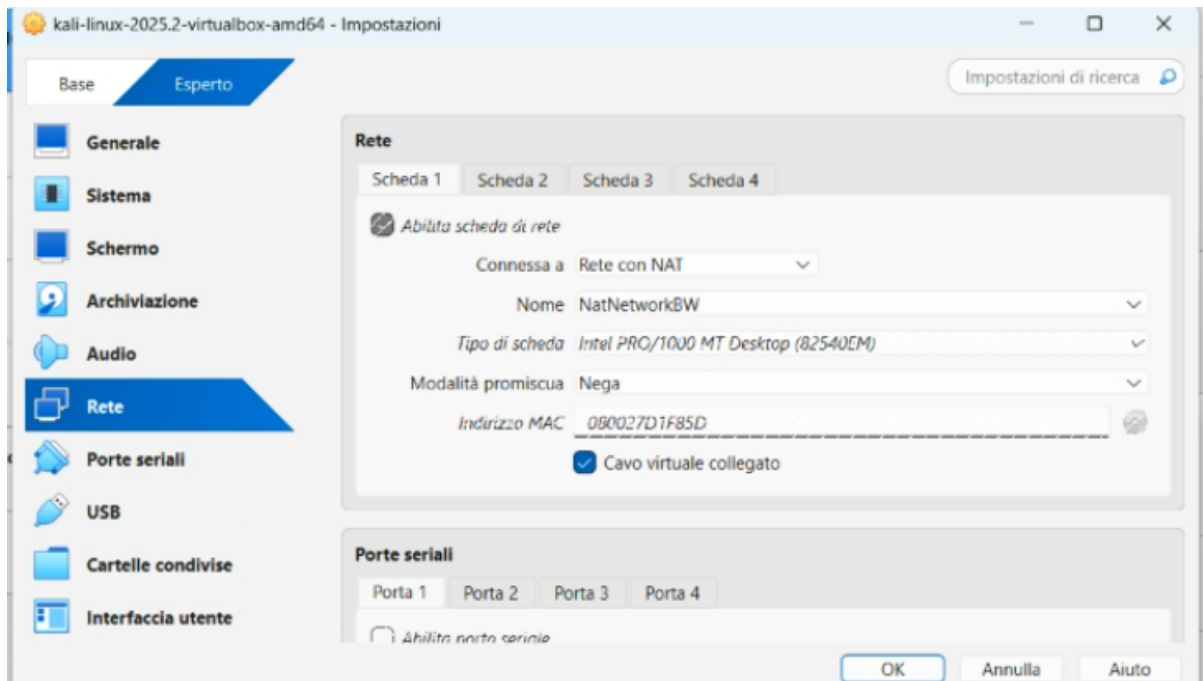 kali-linux-2025.2-virtualbox-amd64 - Impostazioni
Base Esperto Impostazioni di ricerca
Generale
Sistema
Schermo
Archiviazione
Audio
Rete
Porte seriali
USB
Cartelle condivise
Interfaccia utente
Rete
Scheda 1 Scheda 2 Scheda 3 Scheda 4
Abilita scheda di rete
Connessa a Rete con NAT
Nome NatNetworkBW
Tipo di scheda Intel PRO/1000 MT Desktop (82540EM)
Modalità promiscua Nega
Indirizzo MAC 080027D1F85D
Cavo virtuale collegato
Porte seriali
Porta 1 Porta 2 Porta 3 Porta 4
Abilita porta seriale
OK Annulla Aiuto